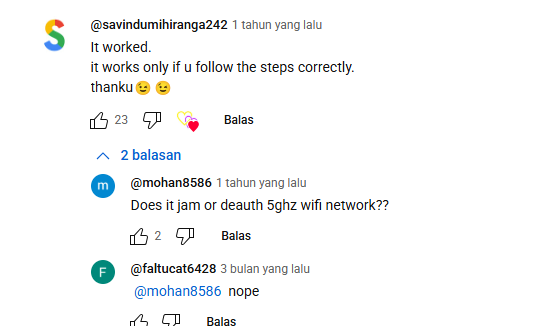 @savindumihiranga242 1 tahun yang lalu
It worked.
it works only if u follow the steps correctly.
thanku😉 😉
23 Balas
2 balasan
m
@mohan8586 1 tahun yang lalu
Does it jam or deauth 5ghz wifi network??
2 Balas
F
@faltucat6428 3 bulan yang lalu
@mohan8586 nope
Balas